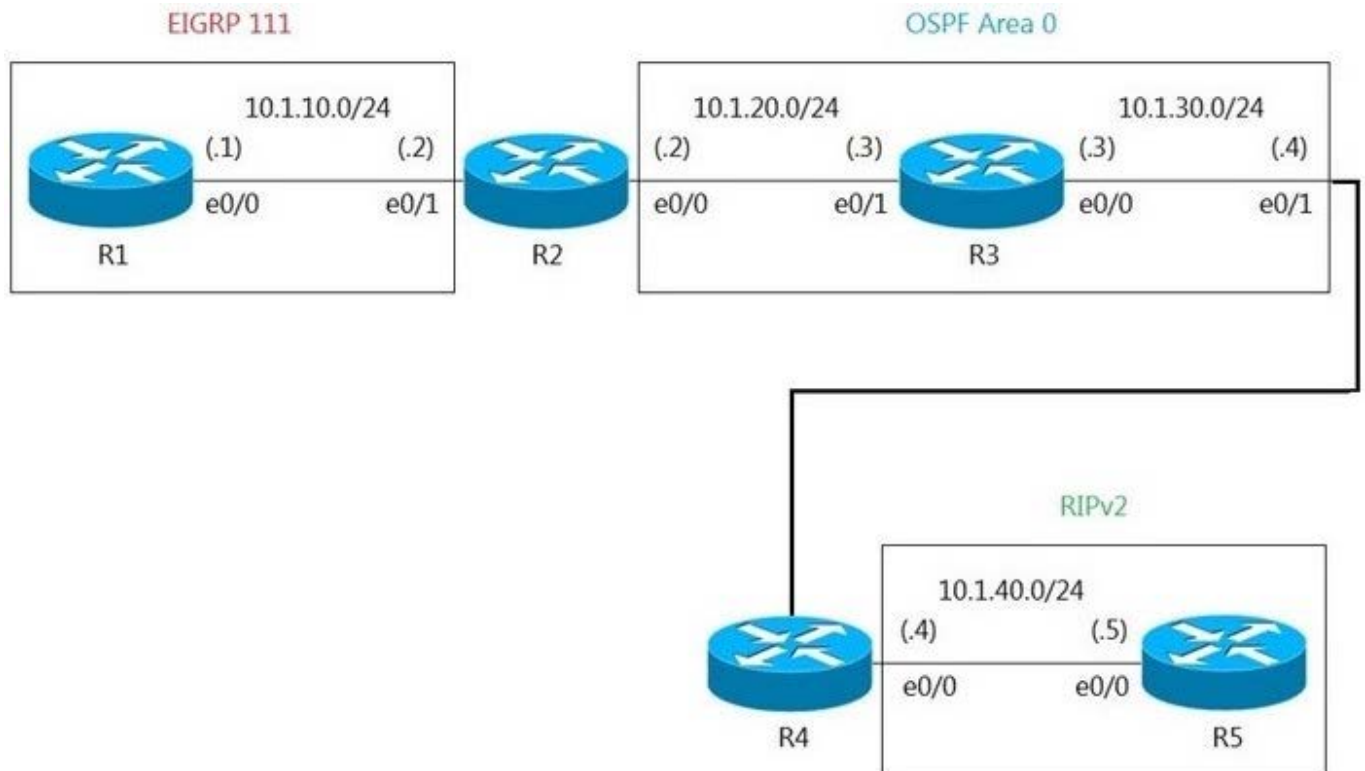 EIGRP 111
OSPF Area 0
10.1.10.0/24
10.1.20.0/24
10.1.30.0/24
(.1)
(.2)
(.2)
(.3)
(.3)
(.4)
e0/0
e0/1
e0/0
e0/1
e0/0
e0/1
R1
R2
R3
RIPv2
10.1.40.0/24
(.4)
(.5)
e0/0
e0/0
R4
R5